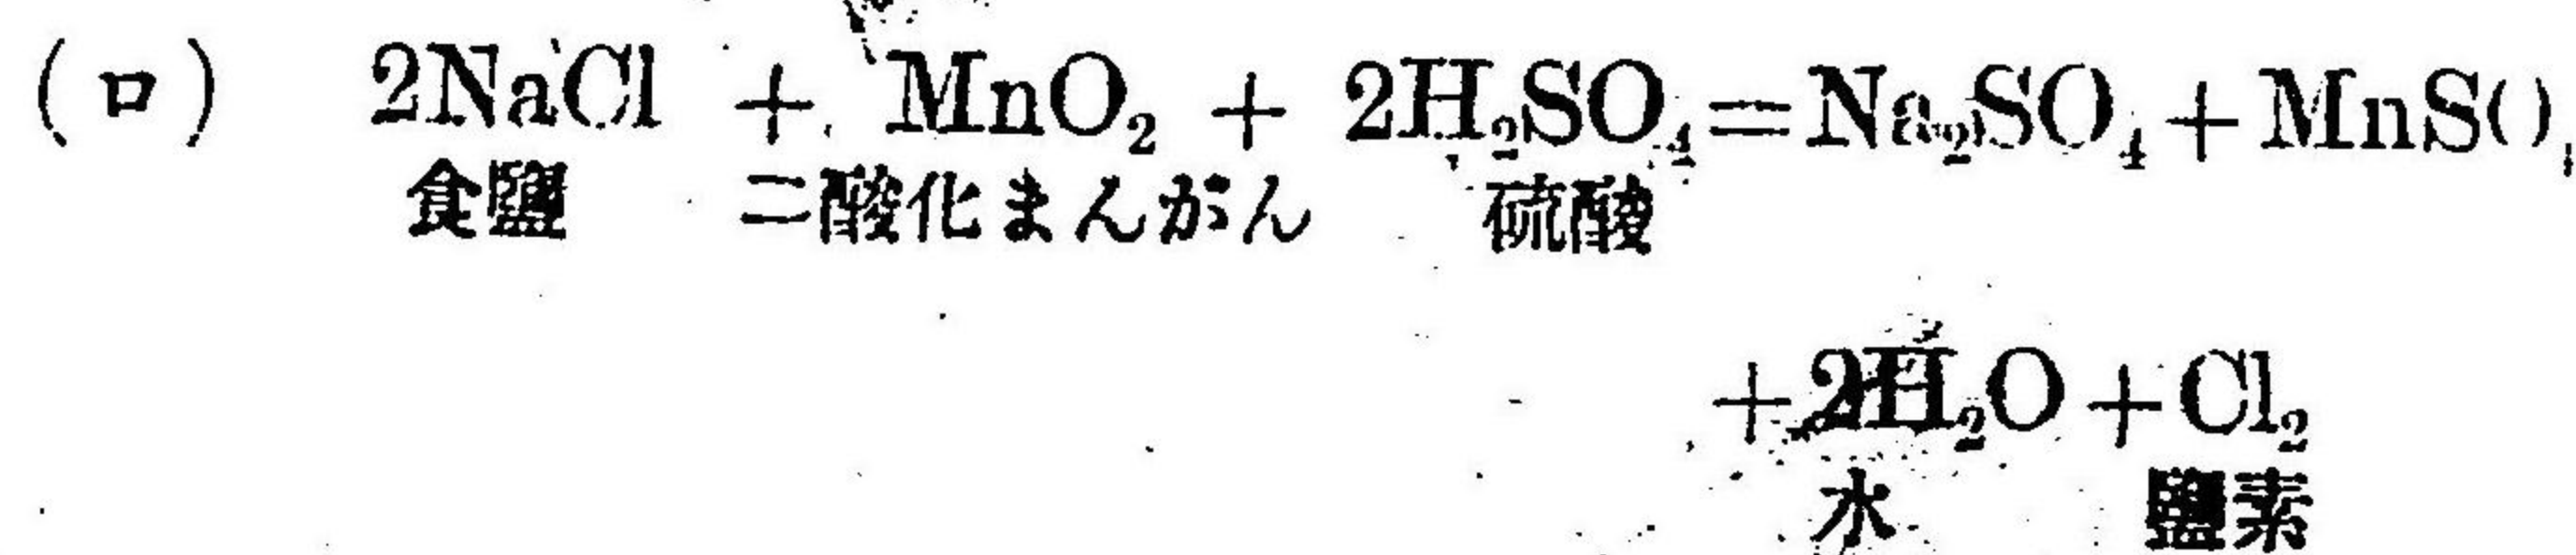 (ロ) 2NaCl + MnO₂ + 2H₂SO₄=Na₂SO₄+MnSO₄
食鹽 二酸化まんがん 硫酸
+2H₂O+Cl₂
水 鹽素